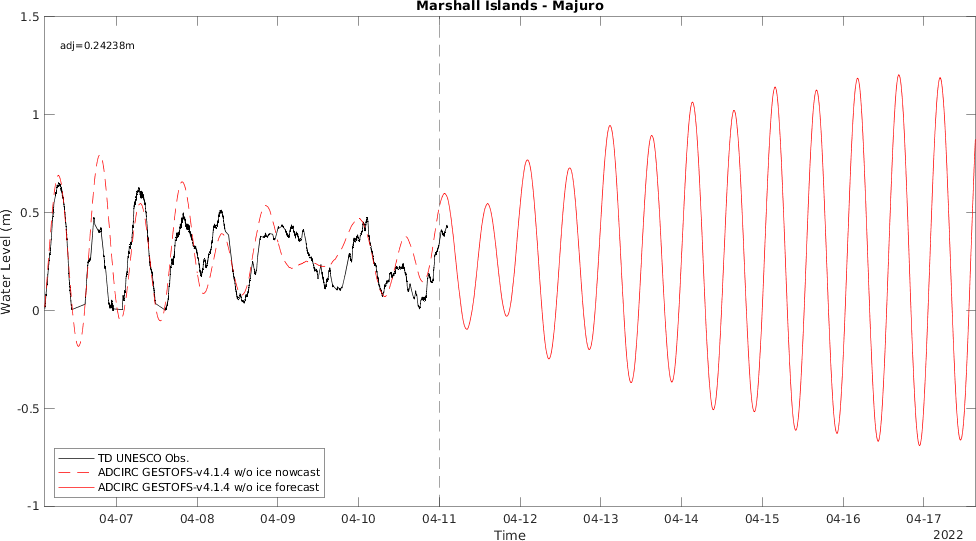 Marshall Islands - Majuro
adj=0.24238m
1.5
1
0.5
0
-0.5
-1
Water Level (m)
TD UNESCO Obs.
ADCIRC GESTOFS-v4.1.4 w/o ice nowcast
ADCIRC GESTOFS-v4.1.4 w/o ice forecast
04-07 04-08 04-09 04-10 04-11 04-12 04-13 04-14 04-15 04-16 04-17
Time
2022